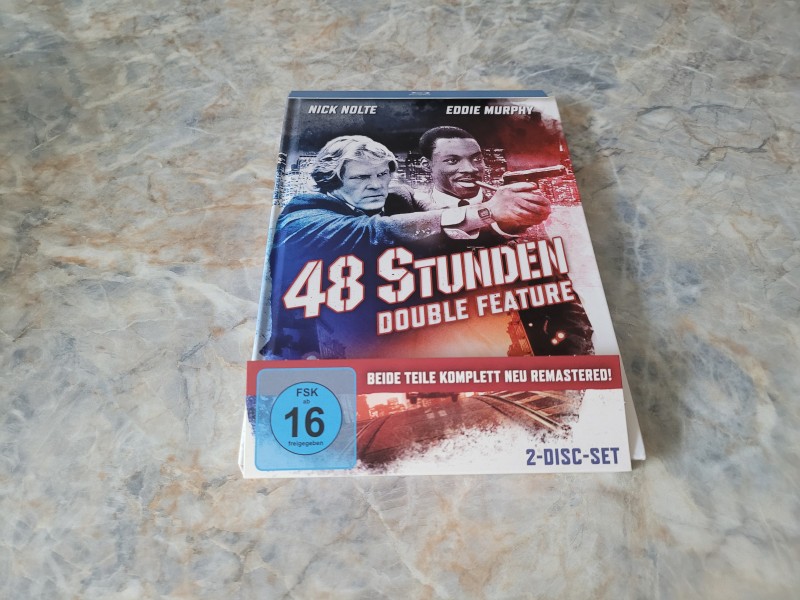 NICK NOLTE EDDIE MURPHY
48 STUNDEN
DOUBLE FEATURE
BEIDE TEILE KOMPLETT NEU REMASTERED!
FSK
ab
16
freigegeben
2-DISC-SET